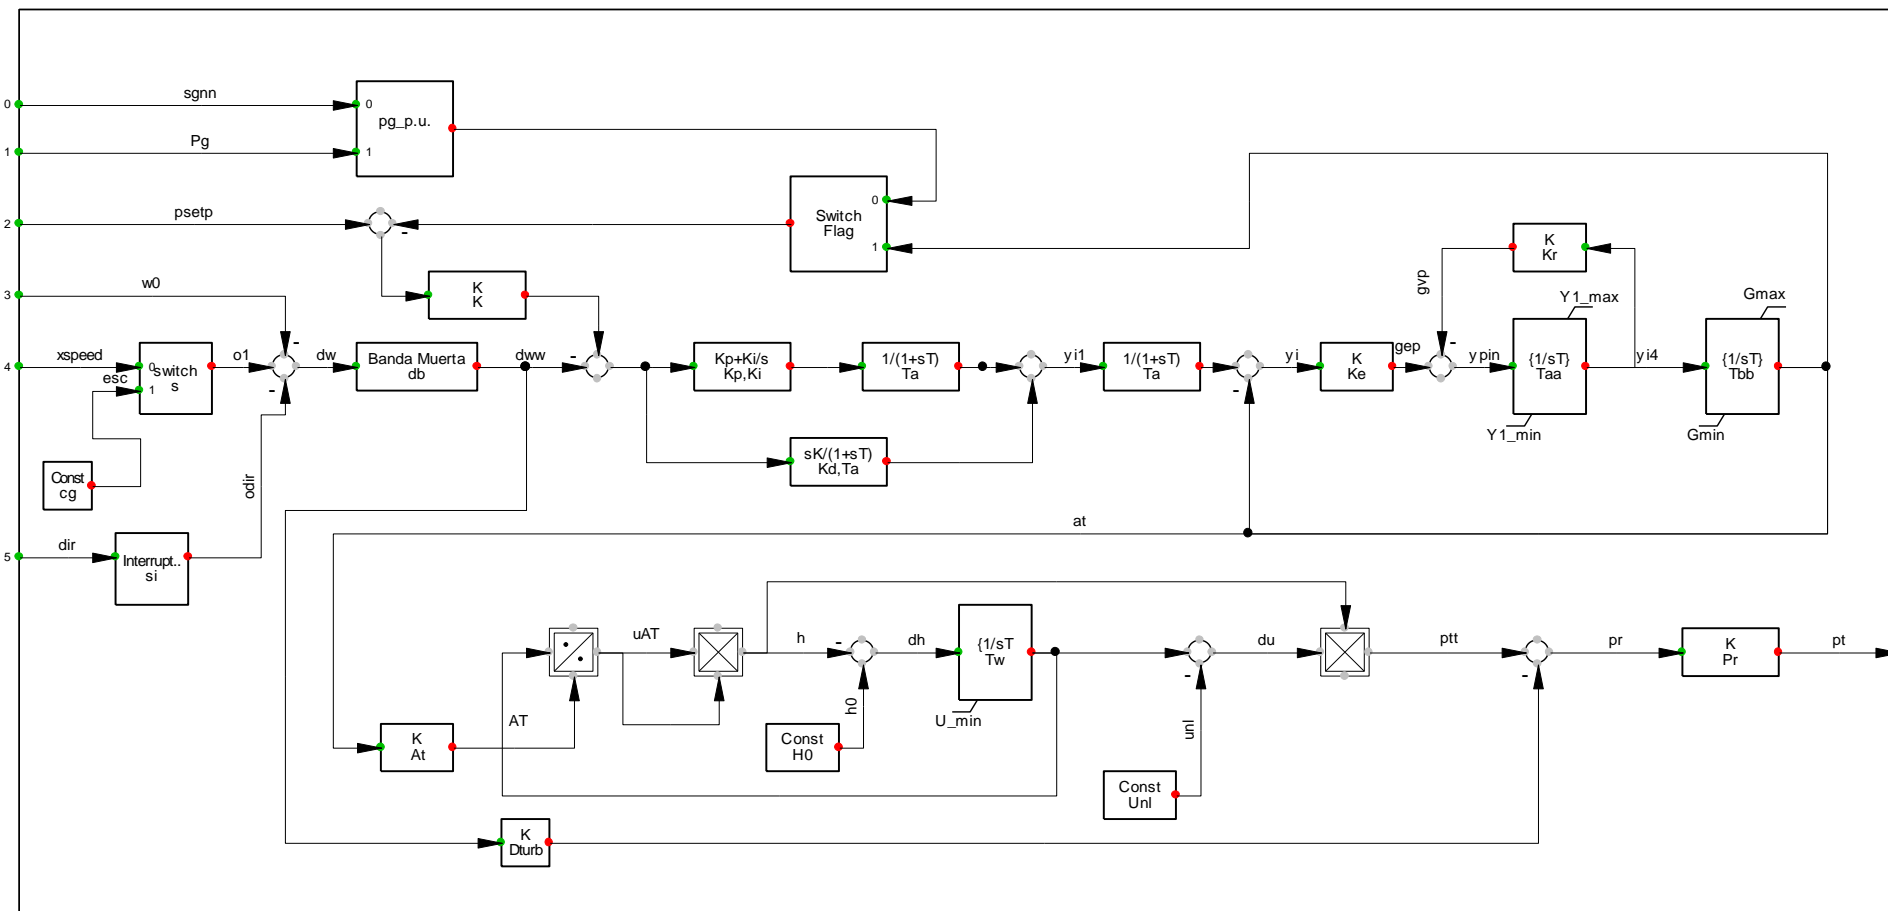 0
sgnn
0
pg_p.u.
1
Pg
1
Switch
Flag
0
1
2
psetp
-
K
Kr
gvp
3
w0
K
K
Y1_max
Gmax
4
xspeed
esc
0
1
switch
s
o1
-
-
dw
Banda Muerta
db
dww
-
Kp+Ki/s
Kp,Ki
1/(1+sT)
Ta
yi1
1/(1+sT)
Ta
-
yi
K
Ke
gep
-
ypin
{1/sT}
Taa
yi4
{1/sT}
Tbb
Y1_min
Gmin
Const
cg
odir
sK/(1+sT)
Kd,Ta
at
5
dir
Interrupt..
si
uAT
h
-
dh
{1/sT
Tw
U_min
-
du
ptt
-
pr
K
Pr
pt
AT
K
At
h0
Const
H0
unl
Const
Unl
K
Dturb